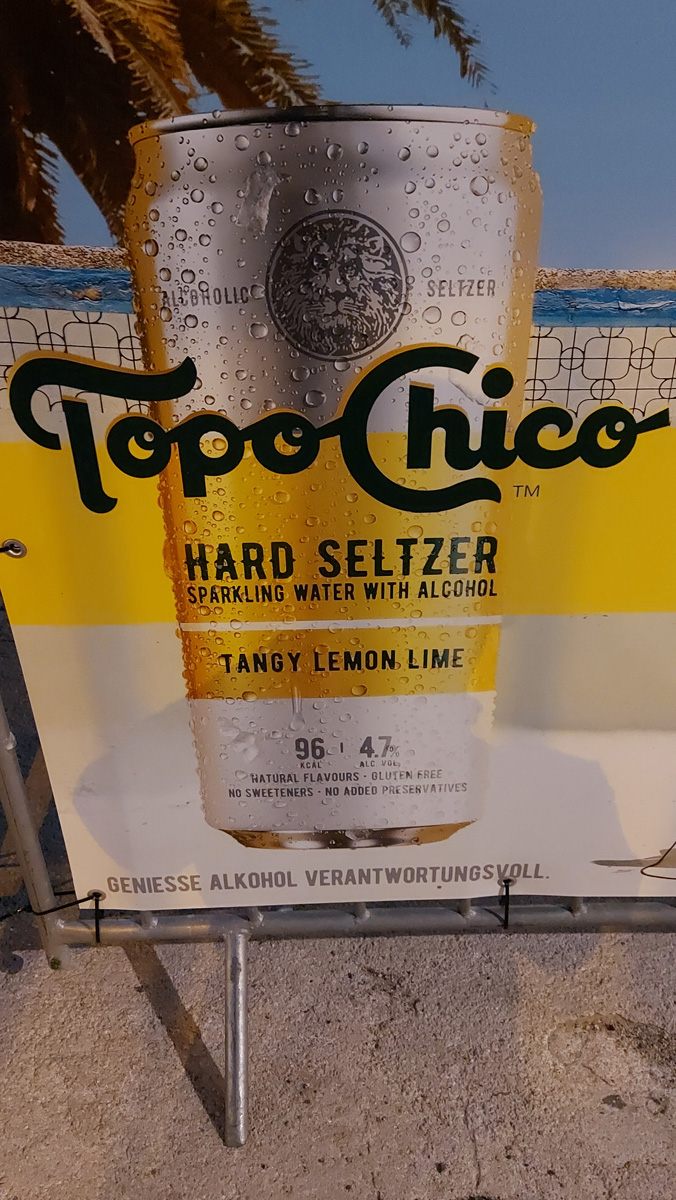 ALCOHOLIC SELTZER
Topo Chico ™
HARD SELTZER
SPARKLING WATER WITH ALCOHOL
TANGY LEMON LIME
96 | 4.7%
KCAL ALC. VOL.
NATURAL FLAVOURS · GLUTEN FREE
NO SWEETENERS · NO ADDED PRESERVATIVES
GENIESSE ALKOHOL VERANTWORTUNGSVOLL.